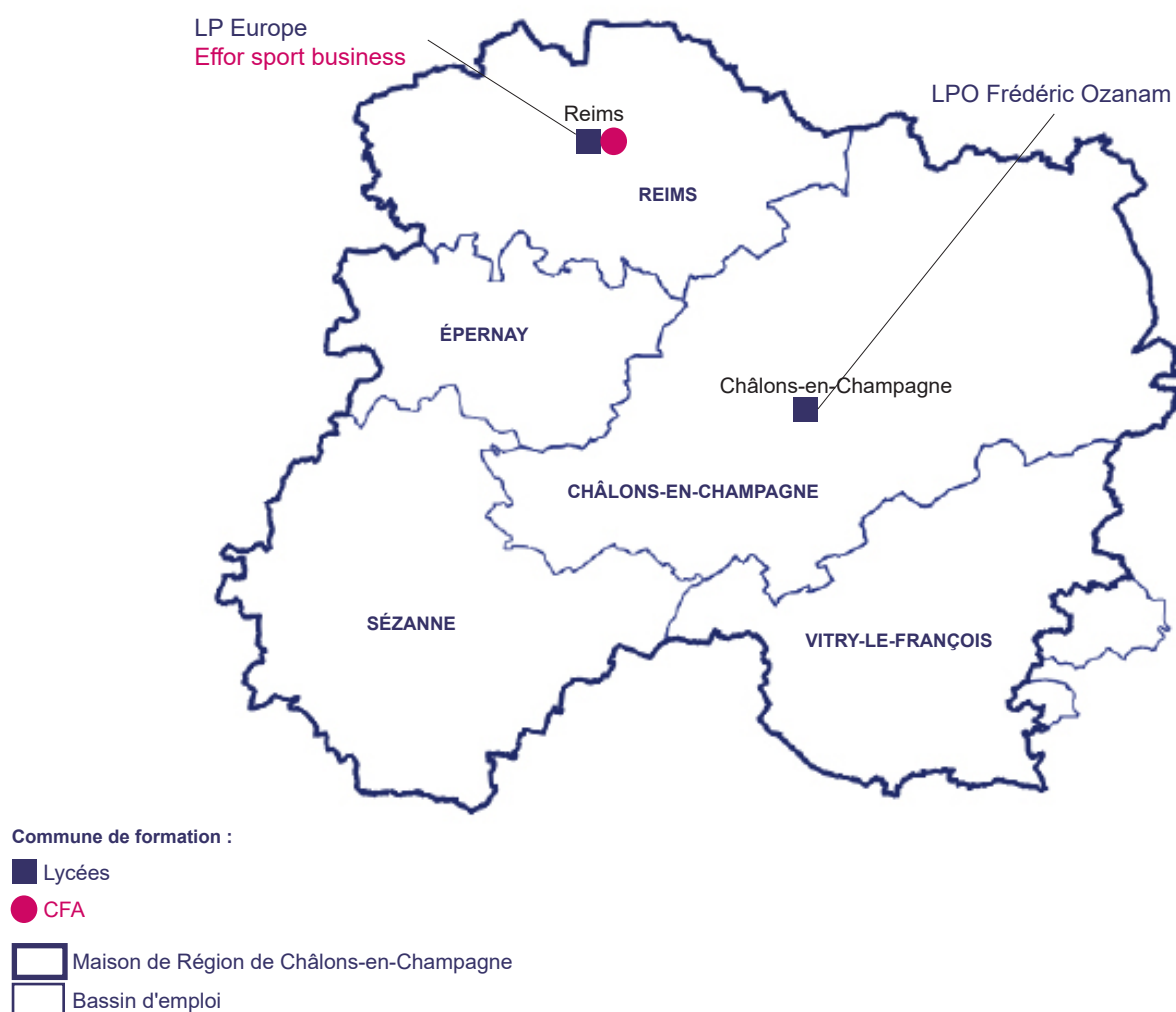 LP Europe
Effor sport business
LPO Frédéric Ozanam
Reims
REIMS
ÉPERNAY
Châlons-en-Champagne
CHÂLONS-EN-CHAMPAGNE
SÉZANNE
VITRY-LE-FRANÇOIS
Commune de formation :
Lycées
CFA
Maison de Région de Châlons-en-Champagne
Bassin d'emploi